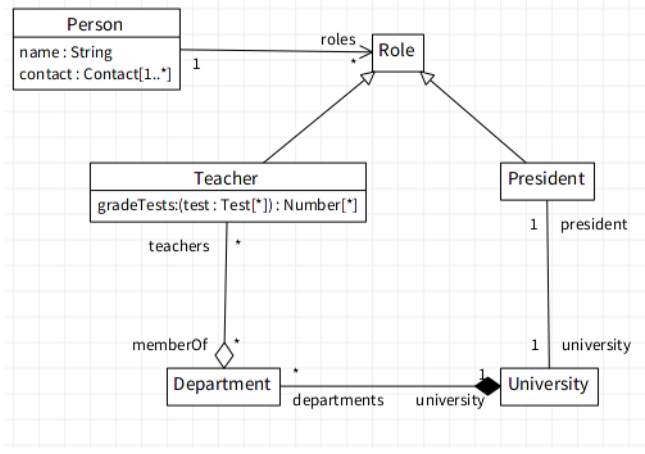 Person
name : String
contact : Contact[1..*]
1
roles
*
Role
Teacher
gradeTests:(test : Test[*]) : Number[*]
President
teachers
*
1
president
memberOf
*
1
university
Department
*
departments
1
university
University